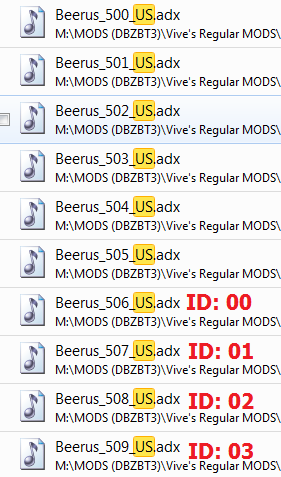 Beerus_500_US.adx
M:\MODS (DBZBT3)\Vive's Regular MODS\
Beerus_501_US.adx
M:\MODS (DBZBT3)\Vive's Regular MODS\
Beerus_502_US.adx
M:\MODS (DBZBT3)\Vive's Regular MODS\
Beerus_503_US.adx
M:\MODS (DBZBT3)\Vive's Regular MODS\
Beerus_504_US.adx
M:\MODS (DBZBT3)\Vive's Regular MODS\
Beerus_505_US.adx
M:\MODS (DBZBT3)\Vive's Regular MODS\
Beerus_506_US.adx ID: 00
M:\MODS (DBZBT3)\Vive's Regular MODS\
Beerus_507_US.adx ID: 01
M:\MODS (DBZBT3)\Vive's Regular MODS\
Beerus_508_US.adx ID: 02
M:\MODS (DBZBT3)\Vive's Regular MODS\
Beerus_509_US.adx ID: 03
M:\MODS (DBZBT3)\Vive's Regular MODS\